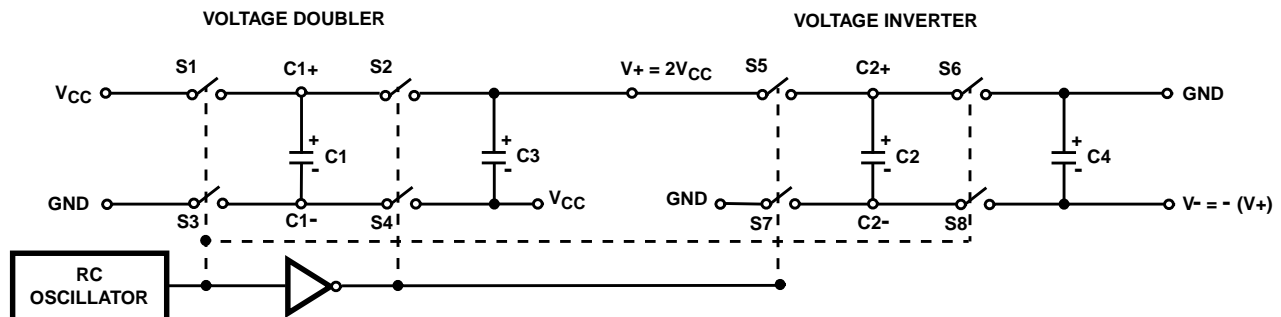 VOLTAGE DOUBLER
VOLTAGE INVERTER
S1
C1+
S2
V+ = 2VCC
S5
C2+
S6
VCC
GND
+
C1
-
+
C3
-
+
C2
-
+
C4
-
GND
S3
C1-
S4
VCC
GND
S7
C2-
S8
V- = - (V+)
RC
OSCILLATOR